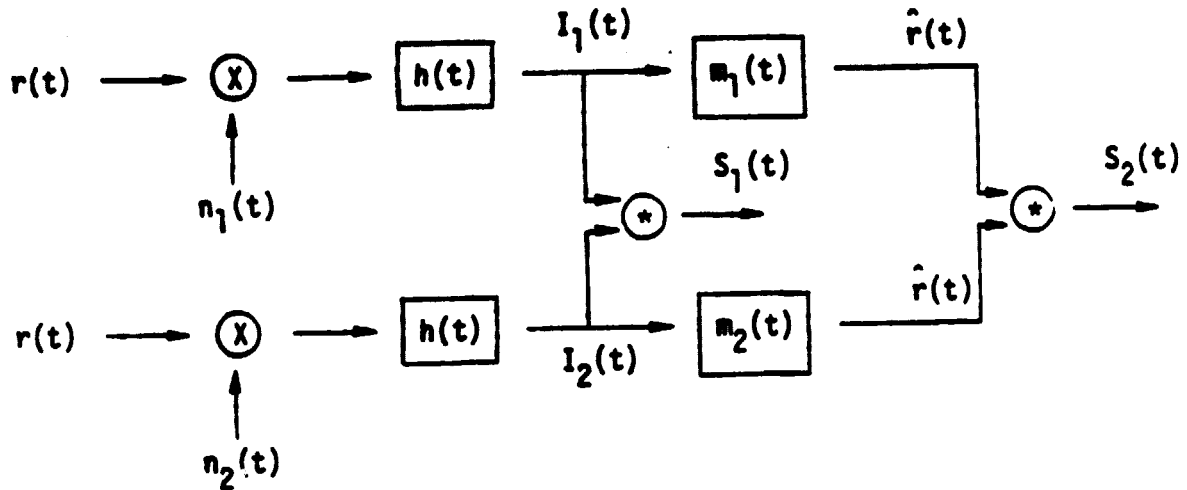 I₁(t)
r̂(t)
r(t)
X
h(t)
m₁(t)
n₁(t)
S₁(t)
*
S₂(t)
*
r(t)
X
h(t)
I₂(t)
m₂(t)
r̂(t)
n₂(t)